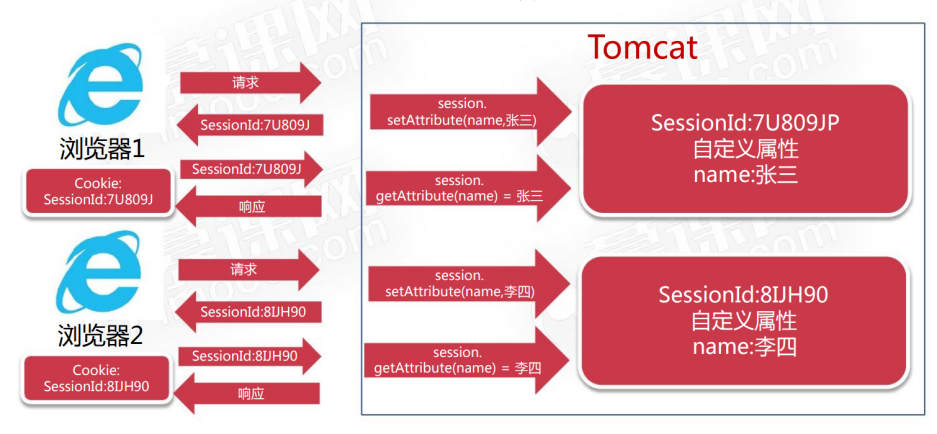 Tomcat
请求
SessionId:7U809J
浏览器1
SessionId:7U809J
Cookie:
SessionId:7U809J
响应
session.
setAttribute(name,张三)
session.
getAttribute(name) = 张三
SessionId:7U809JP
自定义属性
name:张三
请求
SessionId:8IJH90
浏览器2
SessionId:8IJH90
Cookie:
SessionId:8IJH90
响应
session.
setAttribute(name,李四)
session.
getAttribute(name) = 李四
SessionId:8IJH90
自定义属性
name:李四